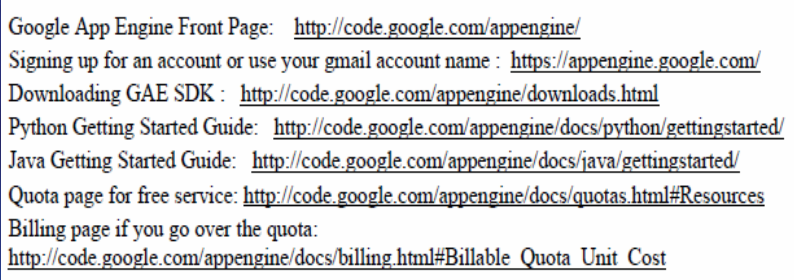 Google App Engine Front Page: http://code.google.com/appengine/
Signing up for an account or use your gmail account name : https://appengine.google.com/
Downloading GAE SDK : http://code.google.com/appengine/downloads.html
Python Getting Started Guide: http://code.google.com/appengine/docs/python/gettingstarted/
Java Getting Started Guide: http://code.google.com/appengine/docs/java/gettingstarted/
Quota page for free service: http://code.google.com/appengine/docs/quotas.html#Resources
Billing page if you go over the quota:
http://code.google.com/appengine/docs/billing.html#Billable_Quota_Unit_Cost